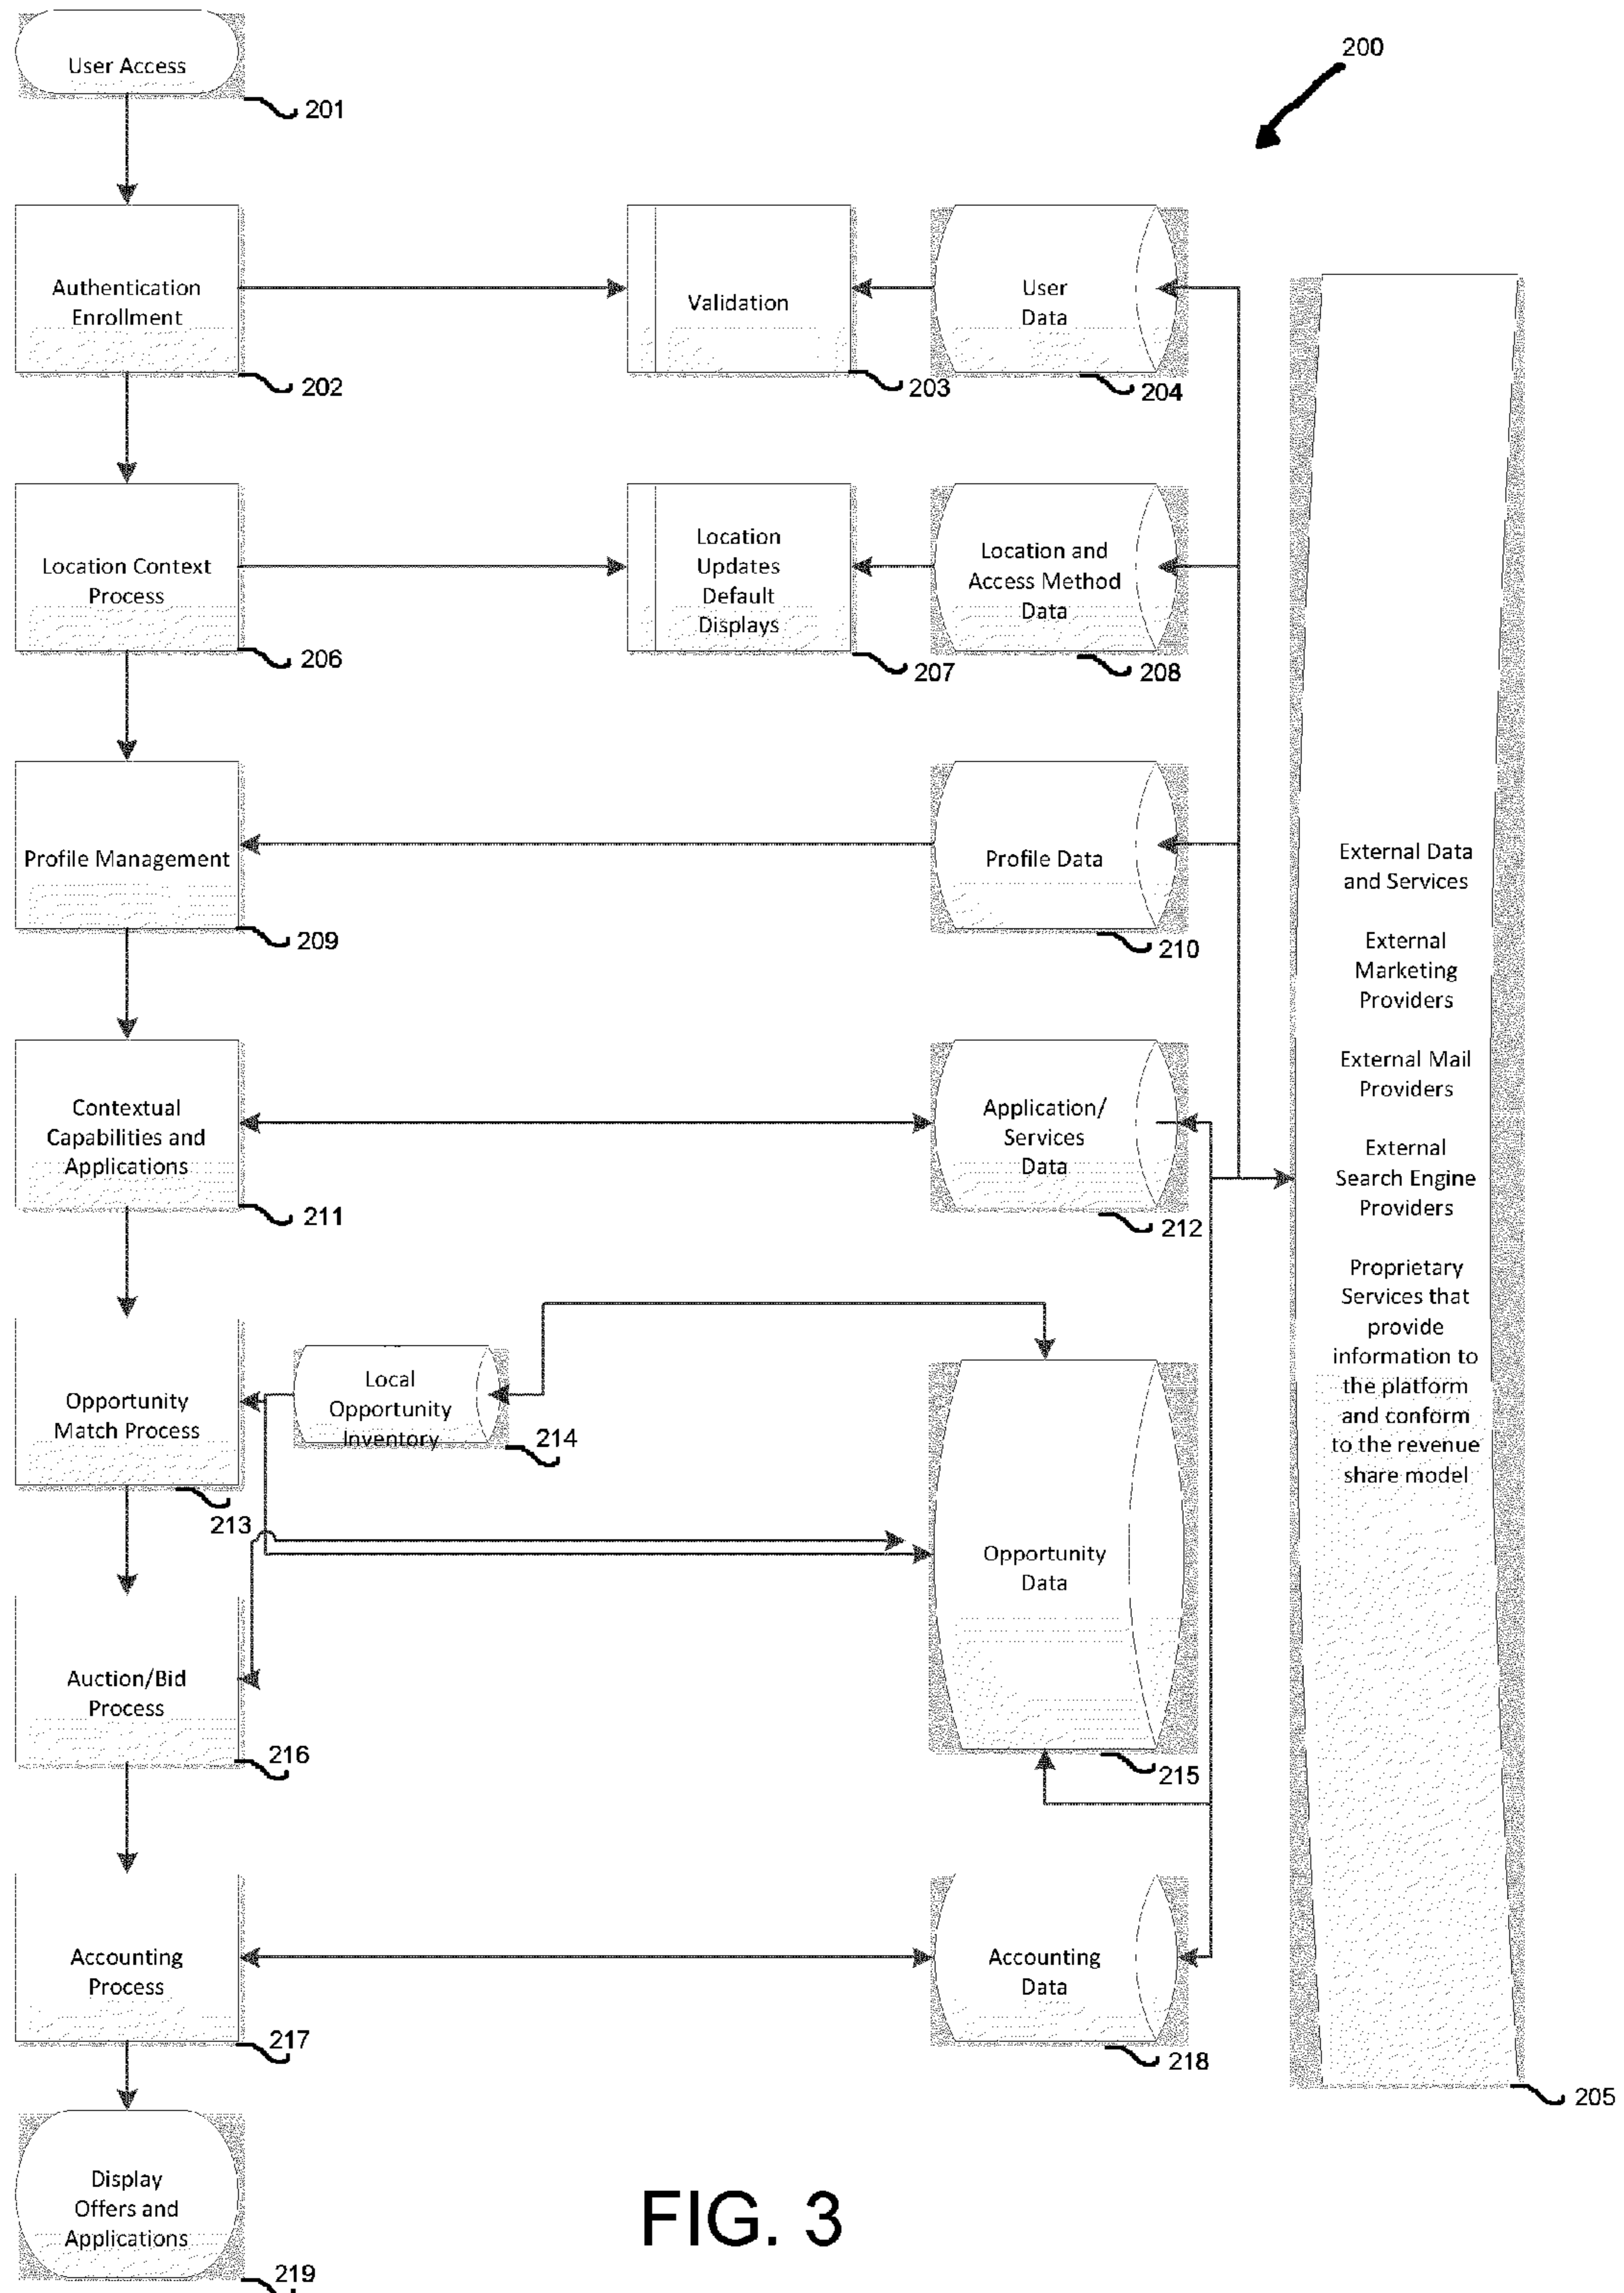 200
User Access
201
Authentication
Enrollment
202
Validation
203
User
Data
204
Location Context
Process
206
Location
Updates
Default
Displays
207
Location and
Access Method
Data
208
Profile Management
209
Profile Data
210
Contextual
Capabilities and
Applications
211
Application/
Services
Data
212
External Data
and Services
External
Marketing
Providers
External Mail
Providers
External
Search Engine
Providers
Proprietary
Services that
provide
information to
the platform
and conform
to the revenue
share model
205
Opportunity
Match Process
213
Local
Opportunity
Inventory
214
Opportunity
Data
215
Auction/Bid
Process
216
Accounting
Process
217
Accounting
Data
218
Display
Offers and
Applications
219
FIG. 3